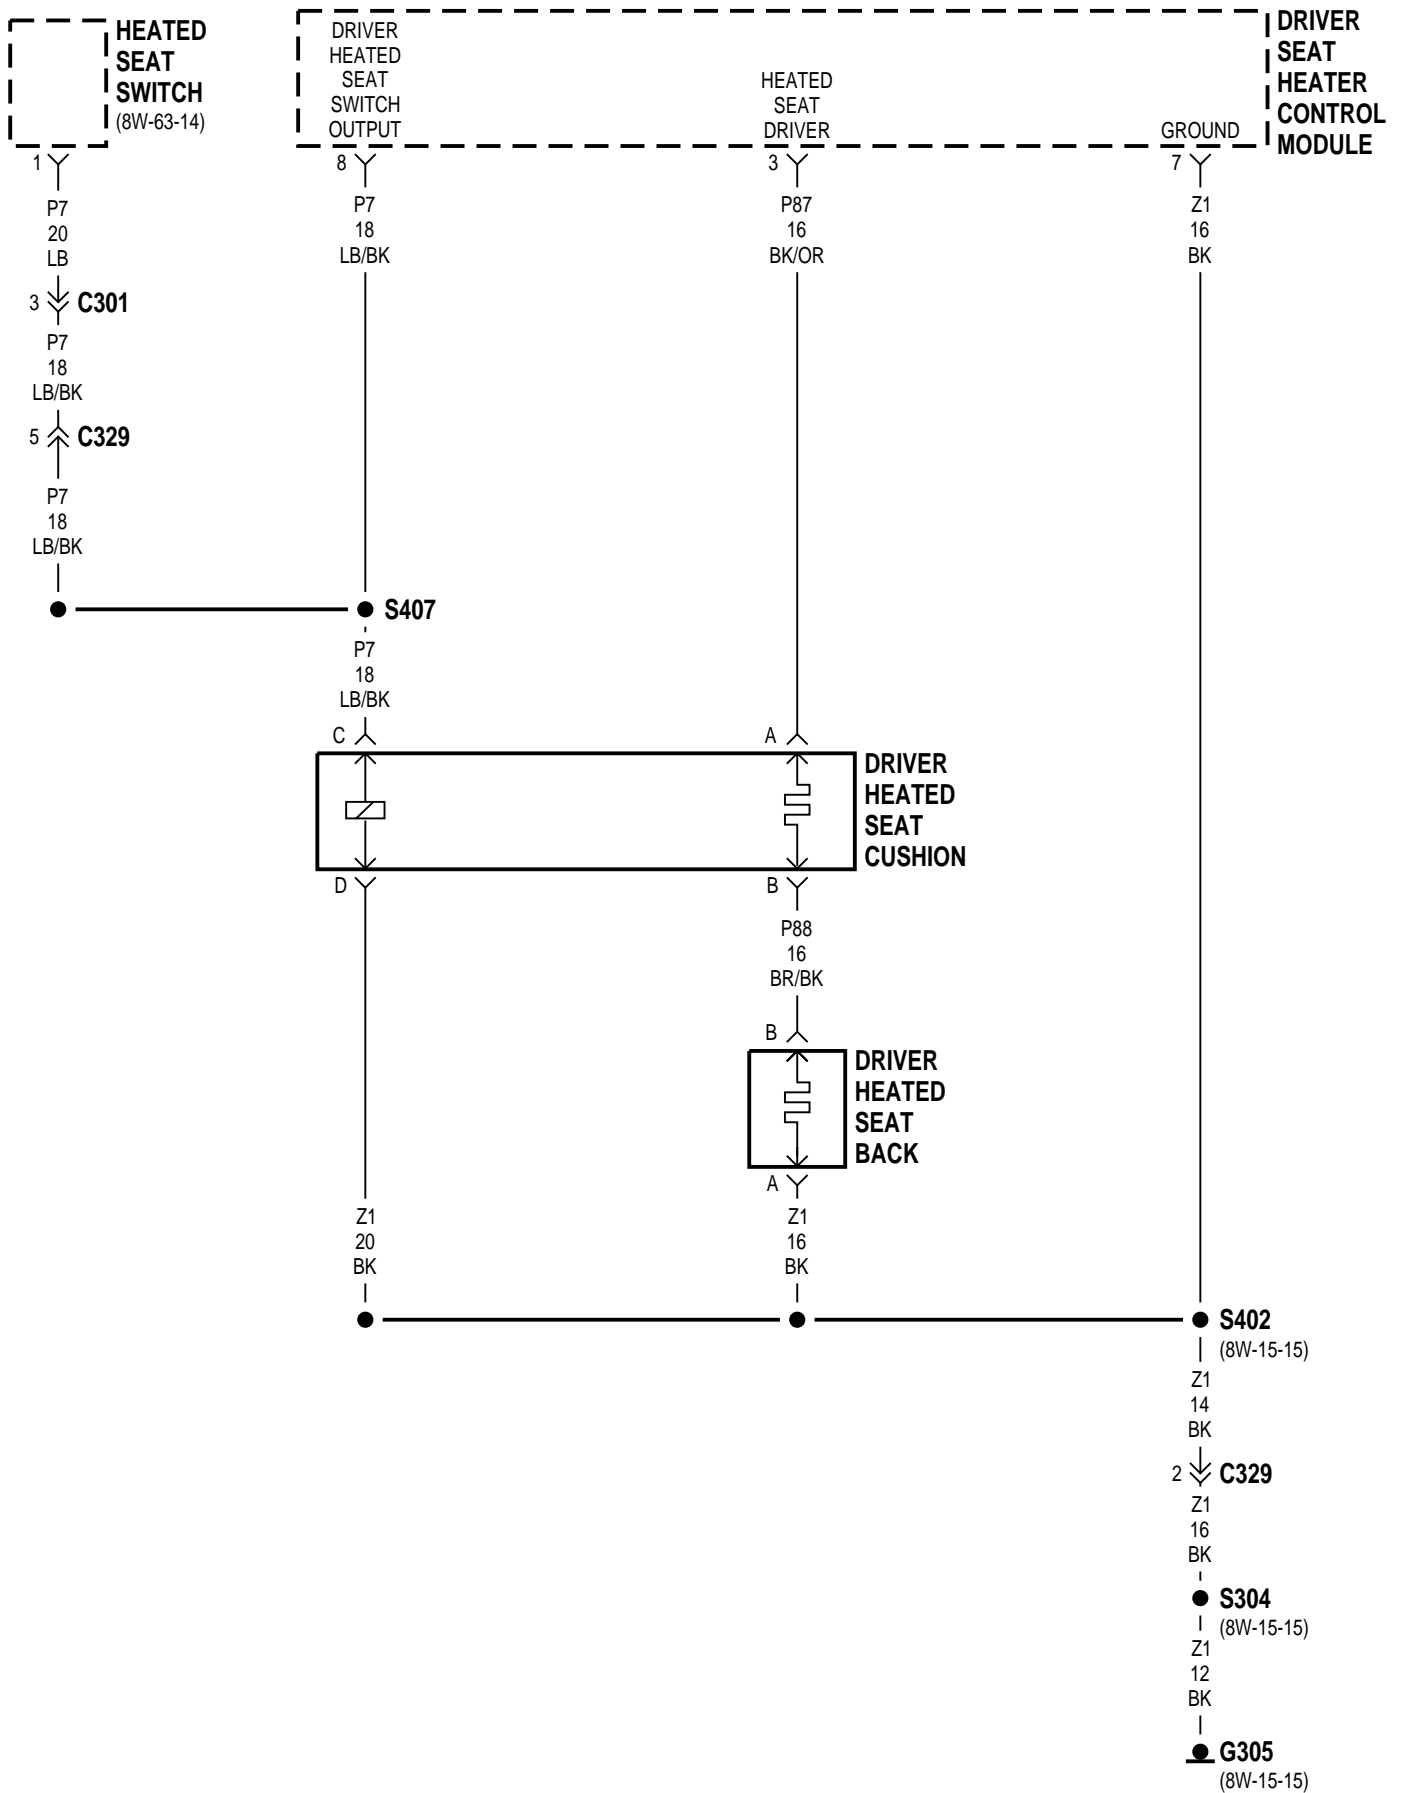 HEATED
SEAT
SWITCH
(8W-63-14)
DRIVER
HEATED
SEAT
SWITCH
OUTPUT
HEATED
SEAT
DRIVER
GROUND
DRIVER
SEAT
HEATER
CONTROL
MODULE
1
8
3
7
P7
20
LB
P7
18
LB/BK
P87
16
BK/OR
Z1
16
BK
3
C301
P7
18
LB/BK
5
C329
P7
18
LB/BK
S407
P7
18
LB/BK
C
A
DRIVER
HEATED
SEAT
CUSHION
D
B
P88
16
BR/BK
B
DRIVER
HEATED
SEAT
BACK
A
Z1
20
BK
Z1
16
BK
S402
(8W-15-15)
Z1
14
BK
2
C329
Z1
16
BK
S304
(8W-15-15)
Z1
12
BK
G305
(8W-15-15)